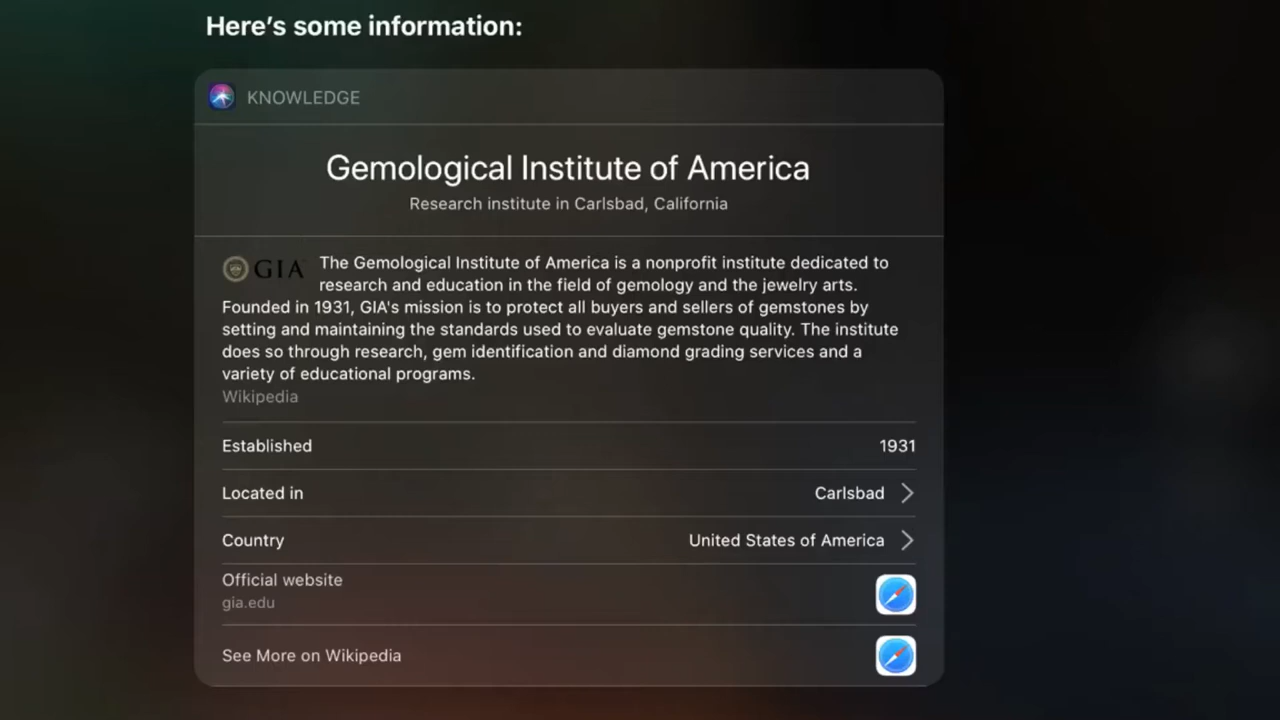 Here's some information:
KNOWLEDGE
Gemological Institute of America
Research institute in Carlsbad, California
GIA
The Gemological Institute of America is a nonprofit institute dedicated to
research and education in the field of gemology and the jewelry arts.
Founded in 1931, GIA's mission is to protect all buyers and sellers of gemstones by
setting and maintaining the standards used to evaluate gemstone quality. The institute
does so through research, gem identification and diamond grading services and a
variety of educational programs.
Wikipedia
Established 1931
Located in Carlsbad
Country United States of America
Official website
gia.edu
See More on Wikipedia